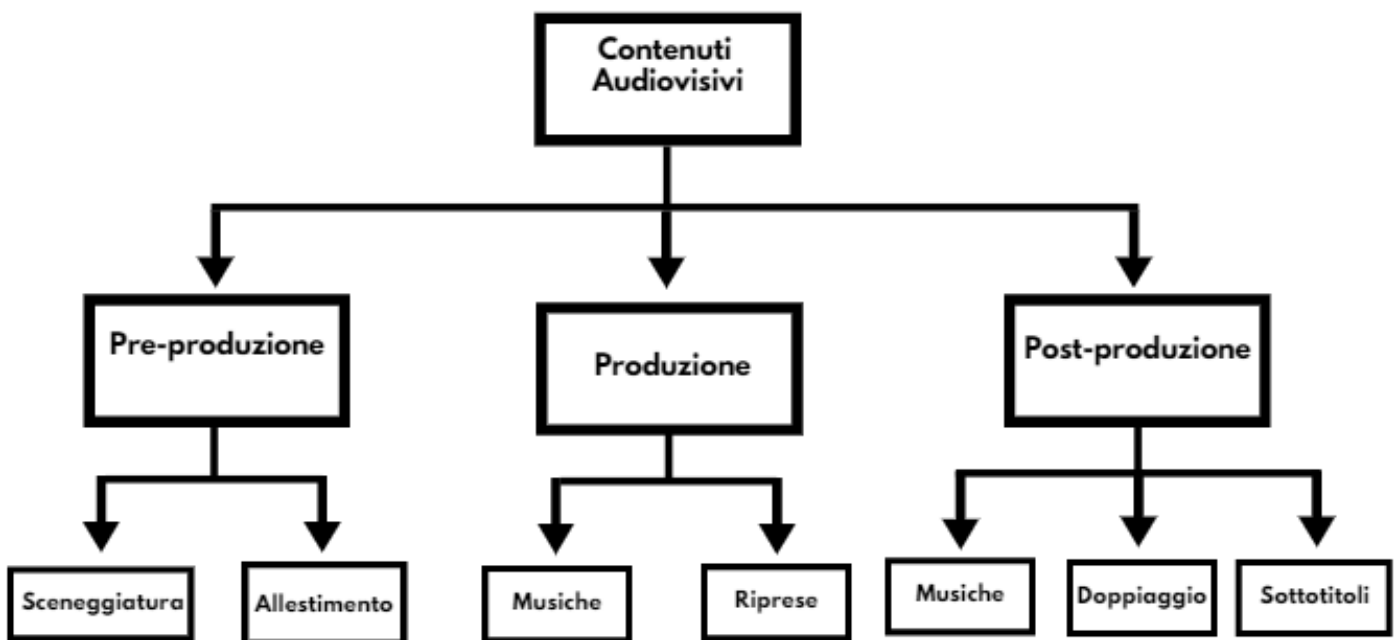 Contenuti
Audiovisivi
Pre-produzione
Produzione
Post-produzione
Sceneggiatura
Allestimento
Musiche
Riprese
Musiche
Doppiaggio
Sottotitoli